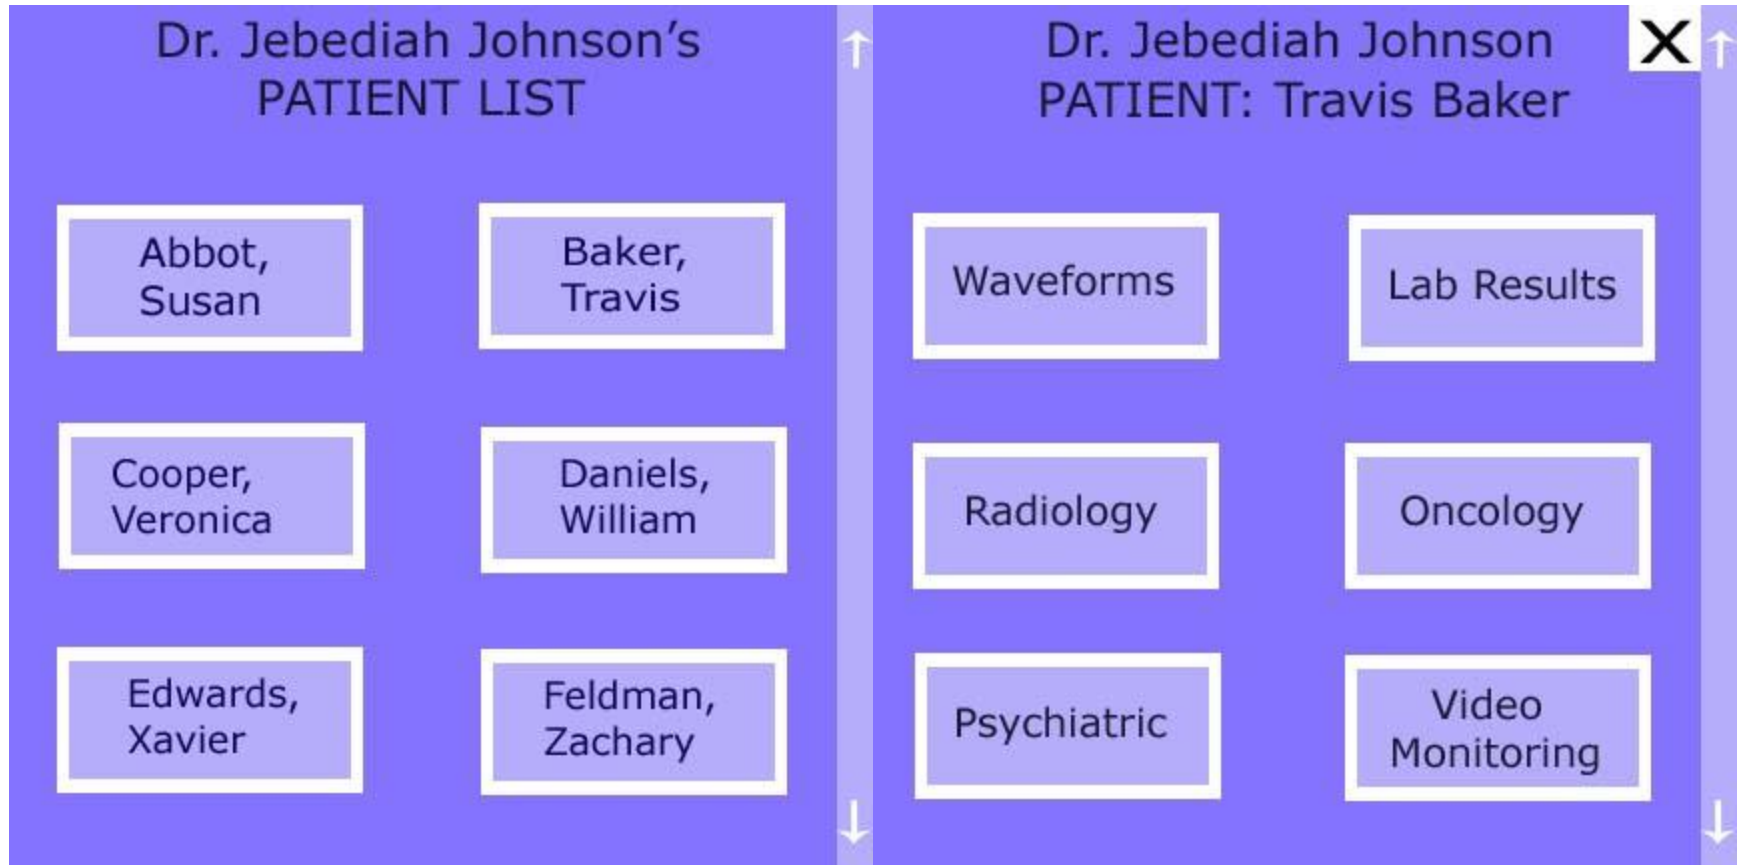 Dr. Jebediah Johnson’s
PATIENT LIST
Abbot,
Susan
Baker,
Travis
Cooper,
Veronica
Daniels,
William
Edwards,
Xavier
Feldman,
Zachary
Dr. Jebediah Johnson
PATIENT: Travis Baker
X
Waveforms
Lab Results
Radiology
Oncology
Psychiatric
Video
Monitoring